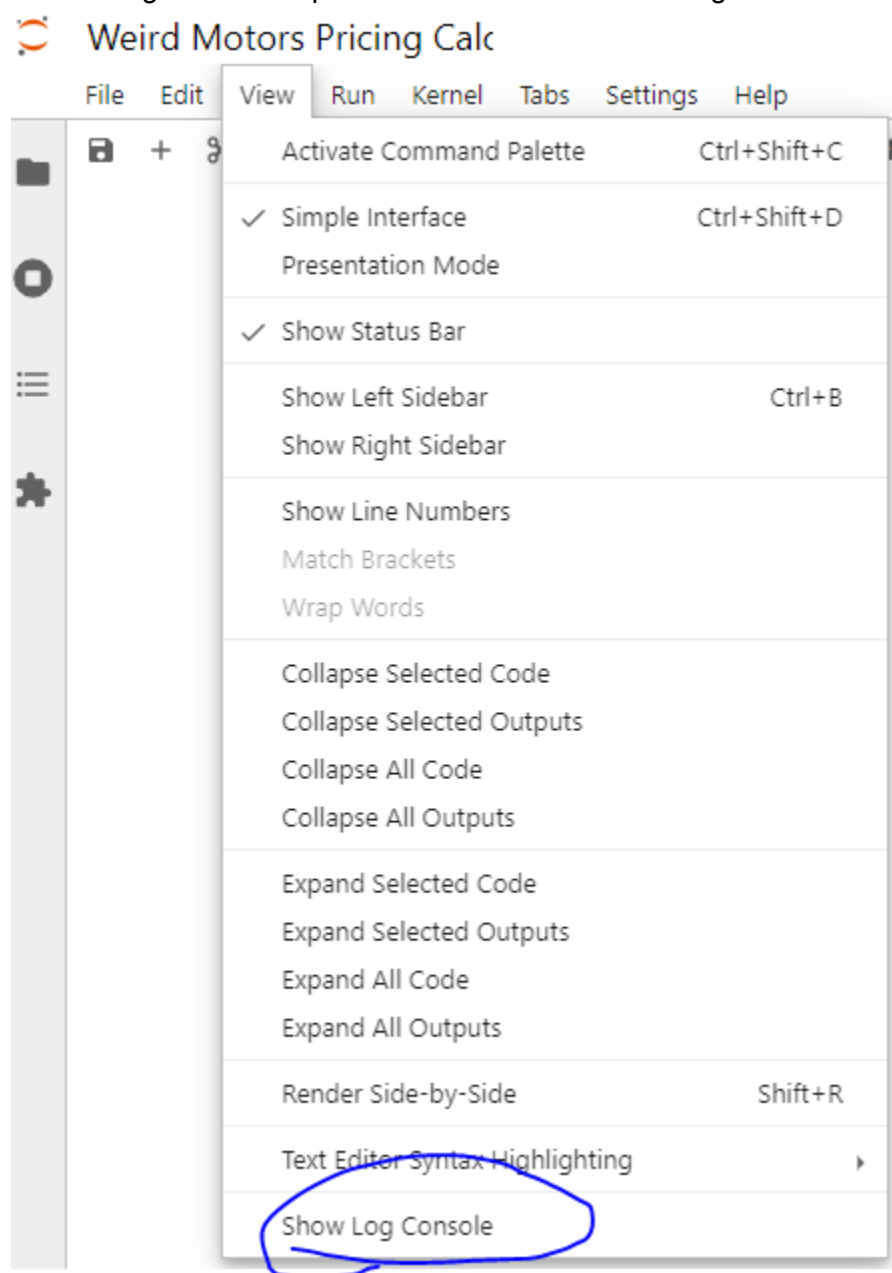 Weird Motors Pricing Calc
File Edit View Run Kernel Tabs Settings Help
Activate Command Palette Ctrl+Shift+C
Simple Interface Ctrl+Shift+D
Presentation Mode
Show Status Bar
Show Left Sidebar Ctrl+B
Show Right Sidebar
Show Line Numbers
Match Brackets
Wrap Words
Collapse Selected Code
Collapse Selected Outputs
Collapse All Code
Collapse All Outputs
Expand Selected Code
Expand Selected Outputs
Expand All Code
Expand All Outputs
Render Side-by-Side Shift+R
Text Editor Syntax Highlighting
Show Log Console